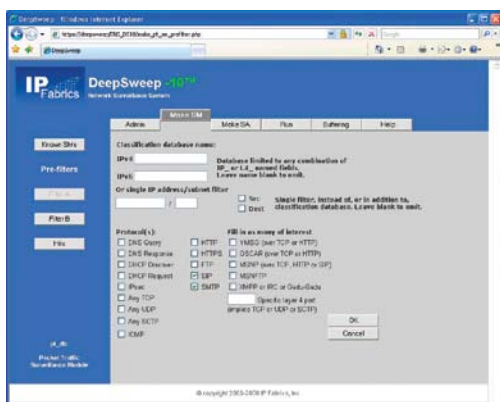 DeepSweep - Windows Internet Explorer
DeepSweep
IP Fabrics
DeepSweep -10™
Network Surveillance System
Admin
Make SM
Make SA
Run
Buffering
Help
Known Strs
Pre-filters
Filter A
Filter B
Classification database name:
IPv4
IPv6
Database limited to any combination of
IP_ or L4_ named fields.
Leave name blank to omit.
Or single IP address/subnet filter
/
Src
Dest
Single filter, instead of, or in addition to,
classification database. Leave blank to omit.
Protocol(s):
DNS Query
DNS Response
DHCP Discover
DHCP Request
IPsec
Any TCP
Any UDP
Any SCTP
ICMP
HTTP
HTTPS
FTP
SIP
SMTP
Fill in as many of interest
YMSG (over TCP or HTTP)
OSCAR (over TCP or HTTP)
MSNP (over TCP, HTTP or SIP)
MSNFTP
XMPP or IRC or Gadu-Gadu
Specific layer 4 port
(implies TCP or UDP or SCTP)
OK
Cancel
Packet Traffic
Surveillance Module
IP Fabrics, Inc